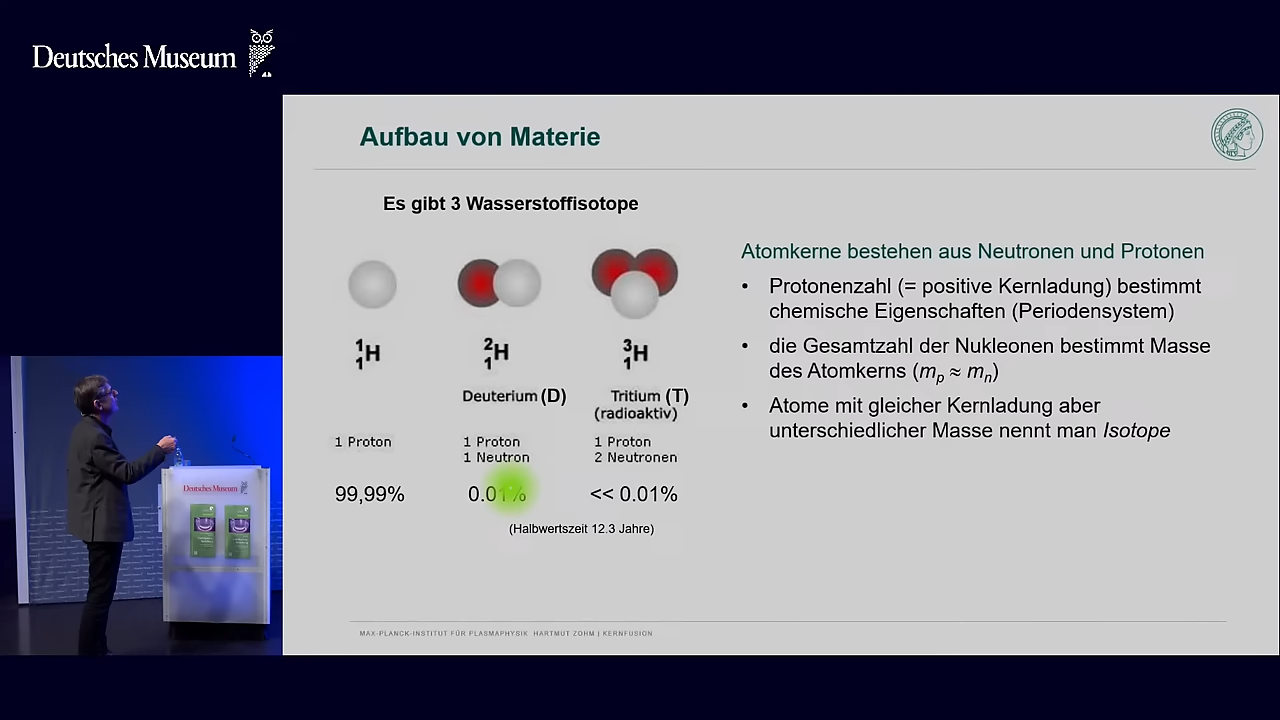 Deutsches Museum
Aufbau von Materie
Es gibt 3 Wasserstoffisotope
1
1H
2
1H
3
1H
Deuterium (D)
Tritium (T)
(radioaktiv)
1 Proton
1 Proton
1 Neutron
1 Proton
2 Neutronen
99,99%
0.01%
<< 0.01%
(Halbwertszeit 12.3 Jahre)
Atomkerne bestehen aus Neutronen und Protonen
• Protonenzahl (= positive Kernladung) bestimmt
chemische Eigenschaften (Periodensystem)
• die Gesamtzahl der Nukleonen bestimmt Masse
des Atomkerns (mp ≈ mn)
• Atome mit gleicher Kernladung aber
unterschiedlicher Masse nennt man Isotope
MAX-PLANCK-INSTITUT FÜR PLASMAPHYSIK HARTMUT ZOHM | KERNFUSION
Deutsches Museum